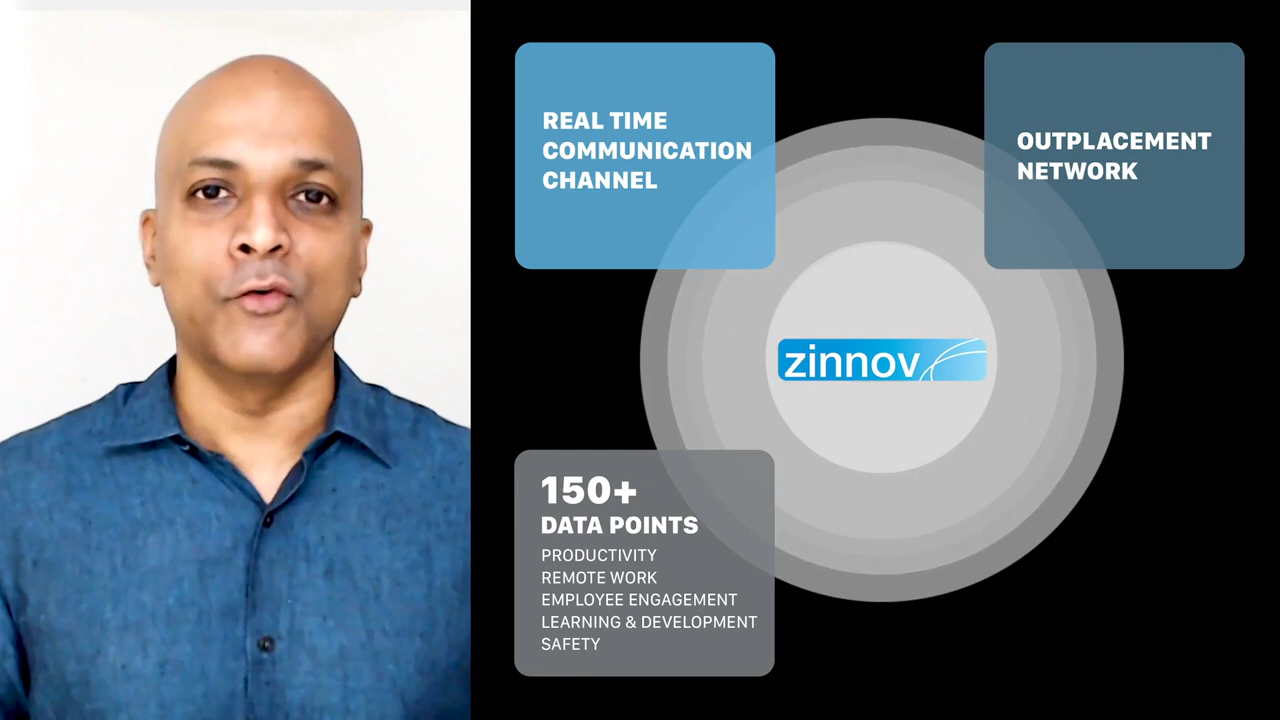 REAL TIME
COMMUNICATION
CHANNEL
OUTPLACEMENT
NETWORK
zinnov
150+
DATA POINTS
PRODUCTIVITY
REMOTE WORK
EMPLOYEE ENGAGEMENT
LEARNING & DEVELOPMENT
SAFETY